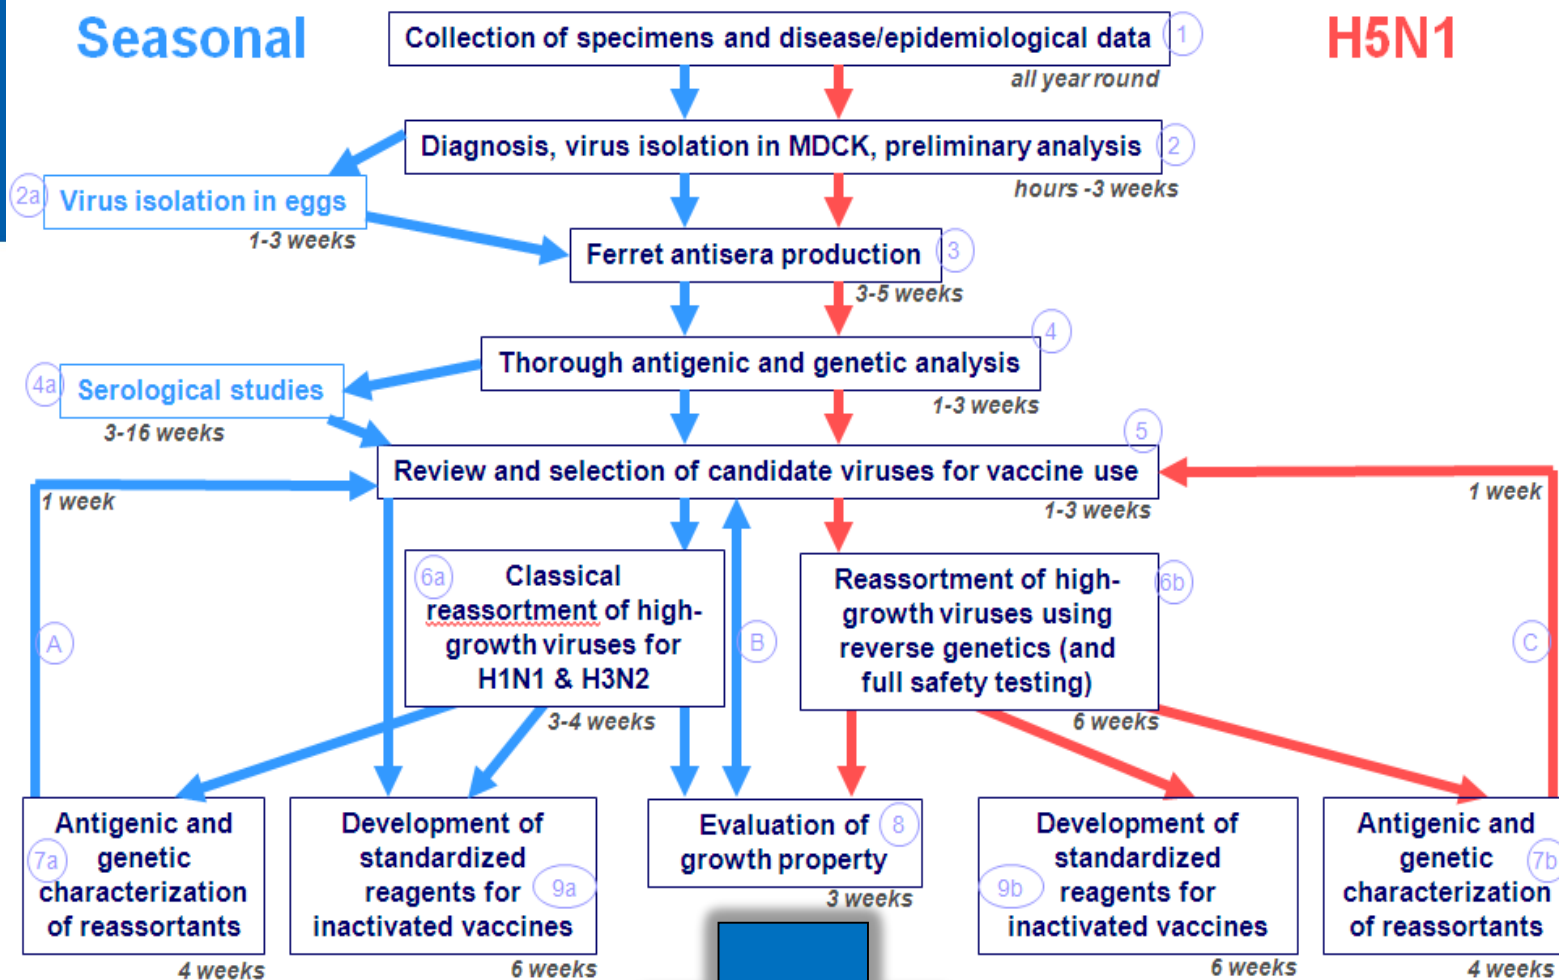 Seasonal
H5N1
Collection of specimens and disease/epidemiological data
1
all year round
Diagnosis, virus isolation in MDCK, preliminary analysis
2
hours -3 weeks
2a
Virus isolation in eggs
1-3 weeks
Ferret antisera production
3
3-5 weeks
4
Thorough antigenic and genetic analysis
1-3 weeks
4a
Serological studies
3-16 weeks
5
Review and selection of candidate viruses for vaccine use
1-3 weeks
1 week
1 week
6a
Classical
reassortment of high-
growth viruses for
H1N1 & H3N2
3-4 weeks
Reassortment of high-
growth viruses using
reverse genetics (and
full safety testing)
6b
6 weeks
A
B
C
Antigenic and
genetic
characterization
of reassortants
7a
4 weeks
Development of
standardized
reagents for
inactivated vaccines
9a
6 weeks
Evaluation of
growth property
8
3 weeks
Development of
standardized
reagents for
inactivated vaccines
9b
6 weeks
Antigenic and
genetic
characterization
of reassortants
7b
4 weeks